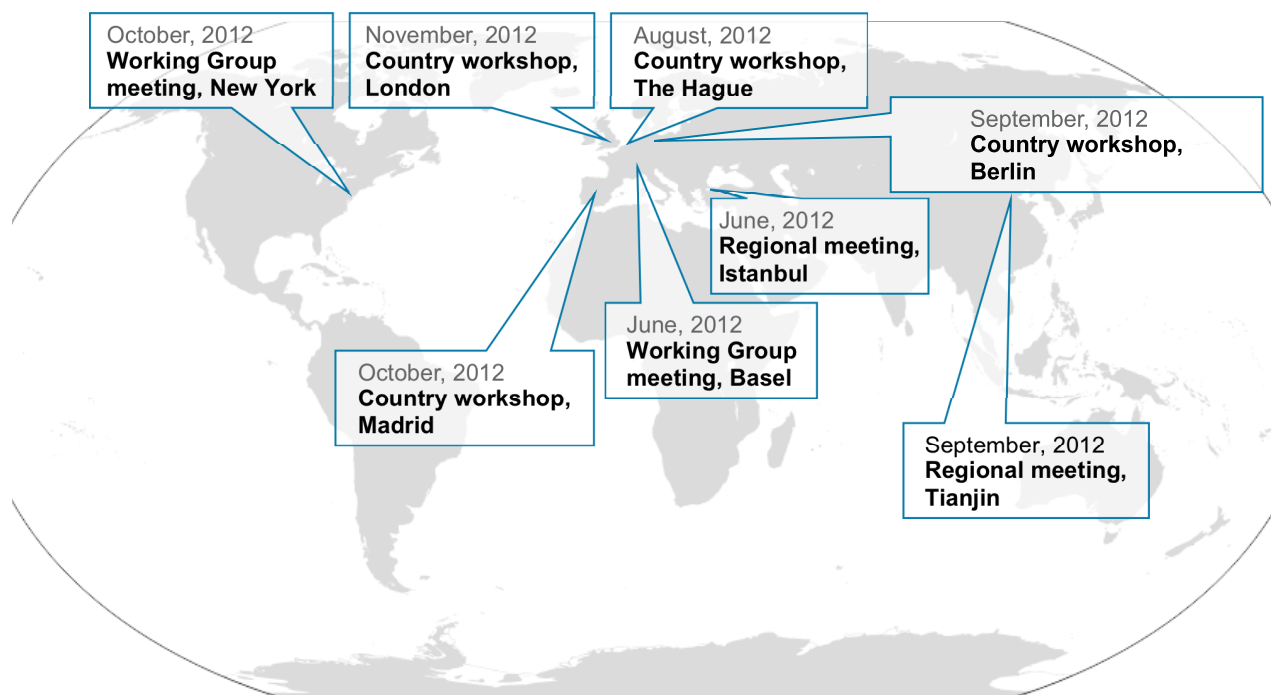 October, 2012
Working Group
meeting, New York
November, 2012
Country workshop,
London
August, 2012
Country workshop,
The Hague
September, 2012
Country workshop,
Berlin
June, 2012
Regional meeting,
Istanbul
June, 2012
Working Group
meeting, Basel
October, 2012
Country workshop,
Madrid
September, 2012
Regional meeting,
Tianjin